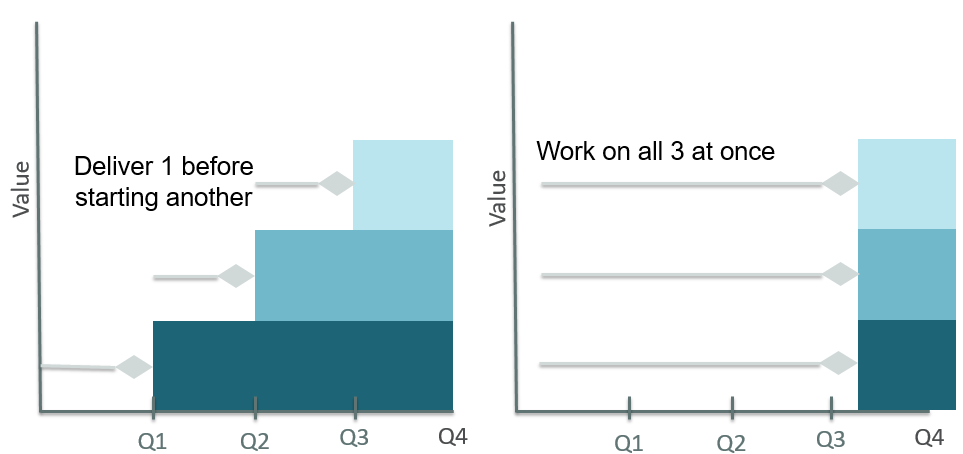 Value
Deliver 1 before
starting another
Q1 Q2 Q3 Q4
Value
Work on all 3 at once
Q1 Q2 Q3 Q4